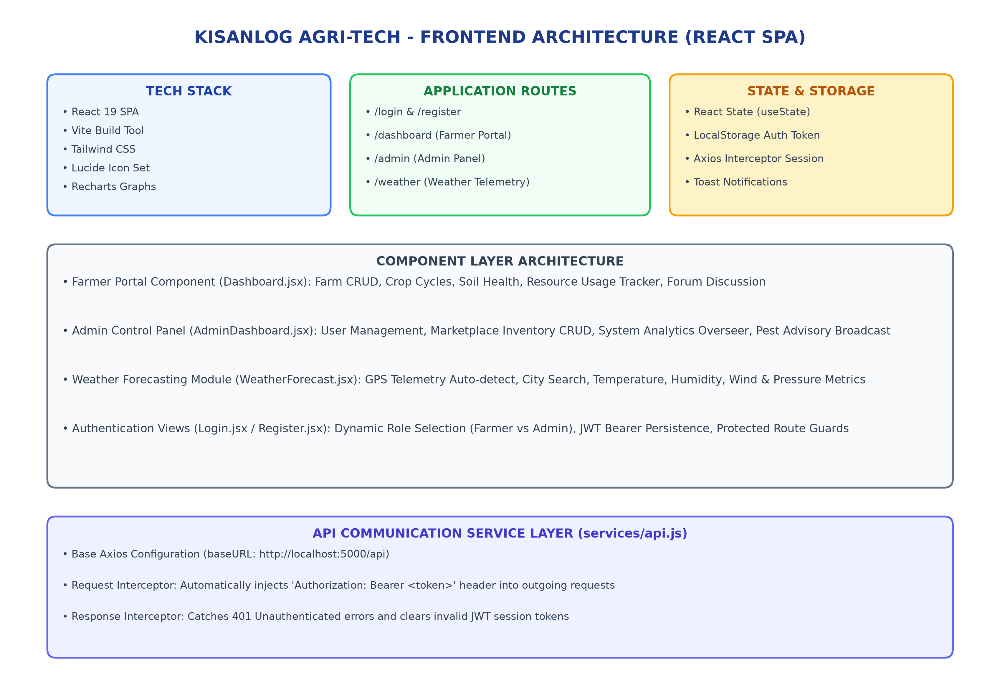 KISANLOG AGRI-TECH - FRONTEND ARCHITECTURE (REACT SPA)
TECH STACK
• React 19 SPA
• Vite Build Tool
• Tailwind CSS
• Lucide Icon Set
• Recharts Graphs
APPLICATION ROUTES
• /login & /register
• /dashboard (Farmer Portal)
• /admin (Admin Panel)
• /weather (Weather Telemetry)
STATE & STORAGE
• React State (useState)
• LocalStorage Auth Token
• Axios Interceptor Session
• Toast Notifications
COMPONENT LAYER ARCHITECTURE
• Farmer Portal Component (Dashboard.jsx): Farm CRUD, Crop Cycles, Soil Health, Resource Usage Tracker, Forum Discussion
• Admin Control Panel (AdminDashboard.jsx): User Management, Marketplace Inventory CRUD, System Analytics Overseer, Pest Advisory Broadcast
• Weather Forecasting Module (WeatherForecast.jsx): GPS Telemetry Auto-detect, City Search, Temperature, Humidity, Wind & Pressure Metrics
• Authentication Views (Login.jsx / Register.jsx): Dynamic Role Selection (Farmer vs Admin), JWT Bearer Persistence, Protected Route Guards
API COMMUNICATION SERVICE LAYER (services/api.js)
• Base Axios Configuration (baseURL: http://localhost:5000/api)
• Request Interceptor: Automatically injects 'Authorization: Bearer <token>' header into outgoing requests
• Response Interceptor: Catches 401 Unauthenticated errors and clears invalid JWT session tokens